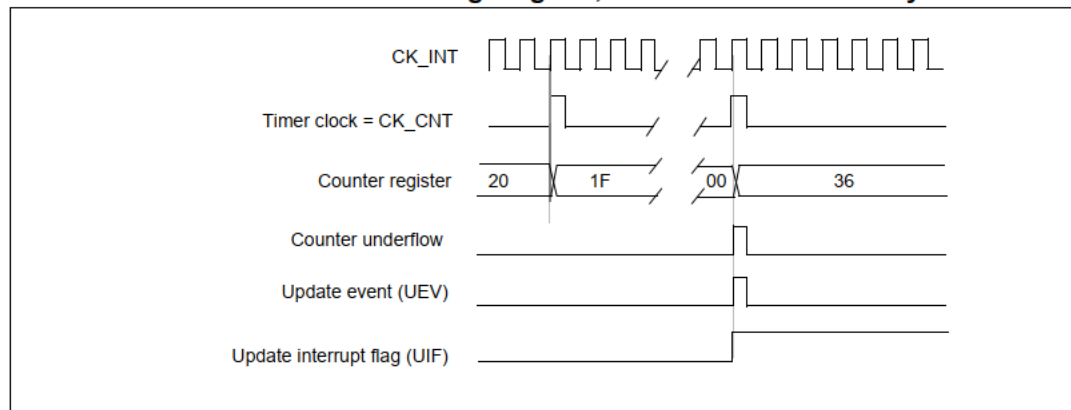 CK_INT
Timer clock = CK_CNT
Counter register 20 1F 00 36
Counter underflow
Update event (UEV)
Update interrupt flag (UIF)